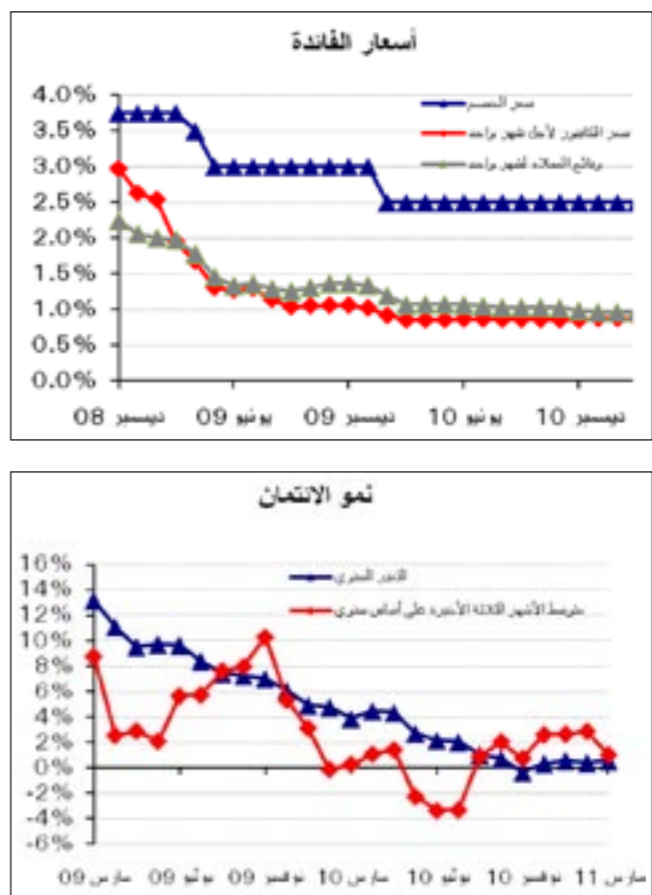 أسعار الفائدة
4.0%
3.5%
3.0%
2.5%
2.0%
1.5%
1.0%
0.5%
0.0%
سعر الخصم
سعر الكايبور لأجل شهر واحد
ودائع العملاء لشهر واحد
ديسمبر 08
يونيو 09
ديسمبر 09
يونيو 10
ديسمبر 10
نمو الائتمان
16%
14%
12%
10%
8%
6%
4%
2%
0%
-2%
-4%
-6%
النمو السنوي
متوسط الأشهر الثلاثة الأخيرة على أساس سنوي
مارس 09
يوليو 09
نوفمبر 09
مارس 10
يوليو 10
نوفمبر 10
مارس 11